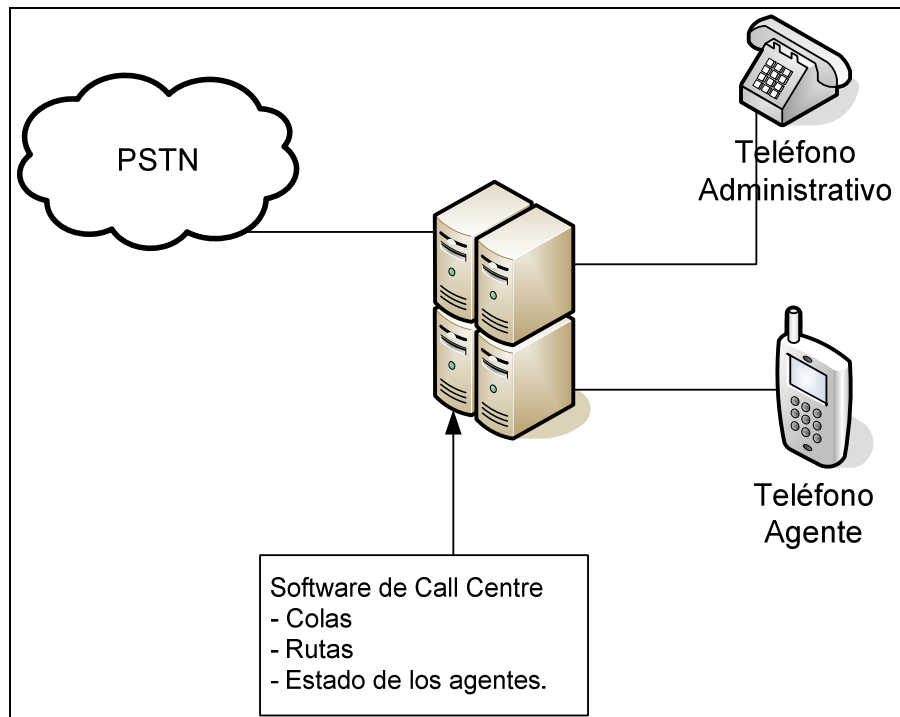 PSTN
Teléfono
Administrativo
Teléfono
Agente
Software de Call Centre
- Colas
- Rutas
- Estado de los agentes.